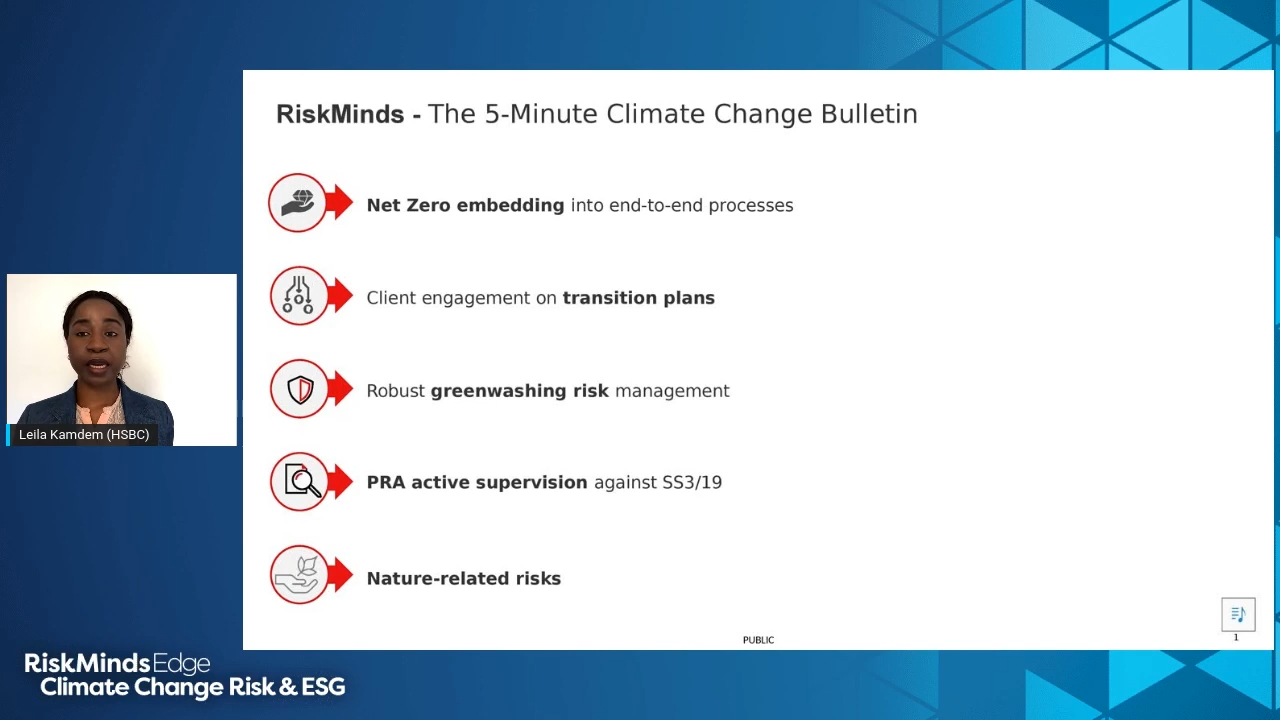 RiskMinds - The 5-Minute Climate Change Bulletin
Net Zero embedding into end-to-end processes
Client engagement on transition plans
Robust greenwashing risk management
Leila Kamdem (HSBC)
PRA active supervision against SS3/19
Nature-related risks
PUBLIC
1
RiskMinds Edge
Climate Change Risk & ESG